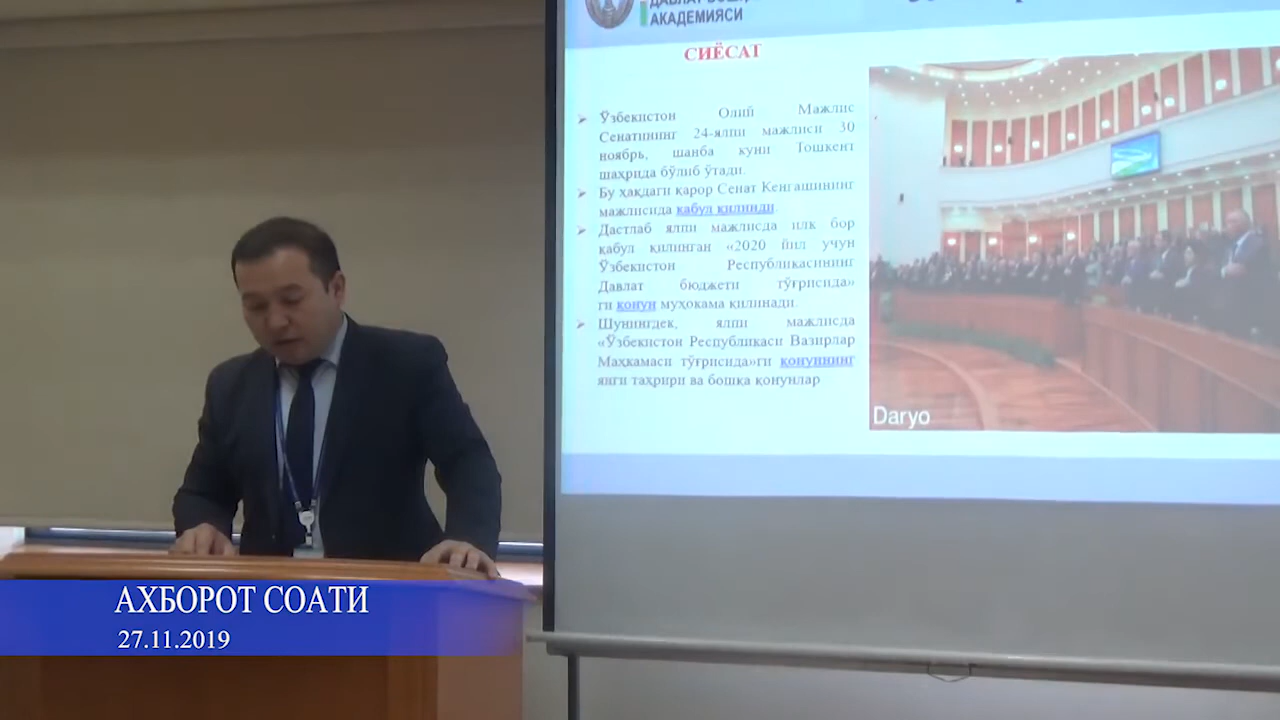 АКАДЕМИЯСИ
СИЁСАТ
Ўзбекистон Олий Мажлис
Сенатининг 24-ялпи мажлиси 30
ноябрь, шанба куни Тошкент
шаҳрида бўлиб ўтади.
Бу ҳақдаги қарор Сенат Кенгашининг
мажлисида қабул қилинди.
Дастлаб ялпи мажлисда илк бор
қабул қилинган «2020 йил учун
Ўзбекистон Республикасининг
Давлат бюджети тўғрисида»
ги қонун муҳокама қилинади.
Шунингдек, ялпи мажлисда
«Ўзбекистон Республикаси Вазирлар
Маҳкамаси тўғрисида»ги қонуннинг
янги таҳрири ва бошқа қонунлар
Daryo
АХБОРОТ СОАТИ
27.11.2019